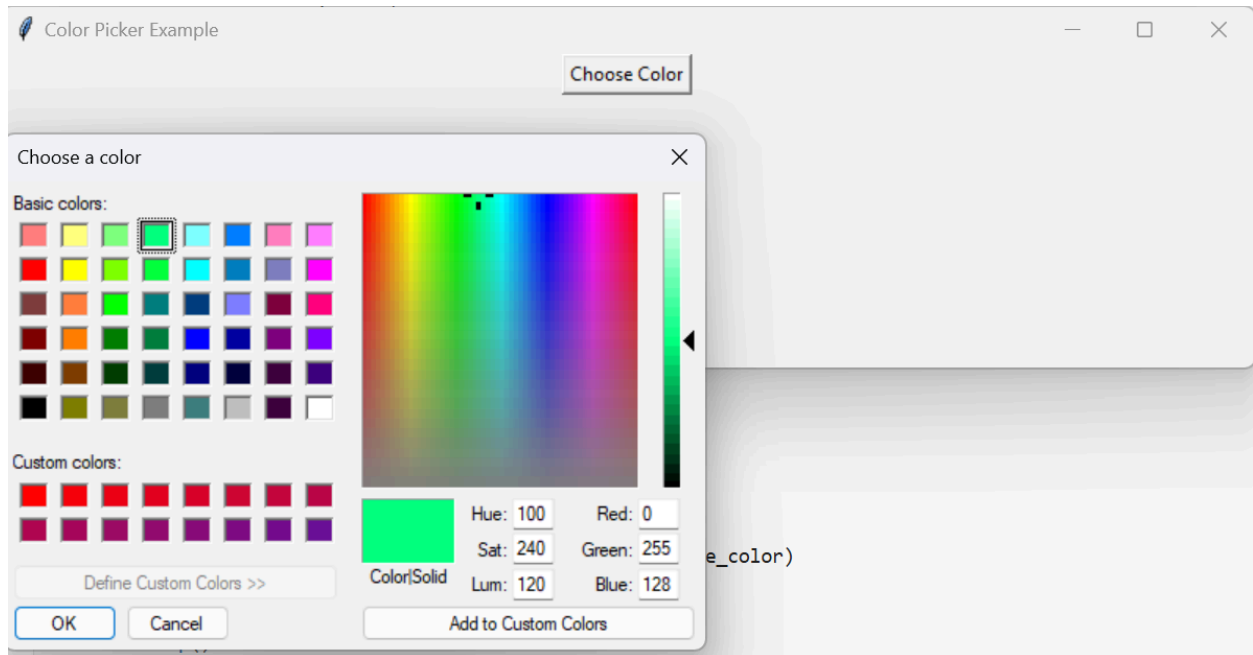 Color Picker Example
Choose Color
Choose a color
Basic colors:
Custom colors:
Hue: 100 Red: 0
Sat: 240 Green: 255
Color|Solid
Lum: 120 Blue: 128
Define Custom Colors >>
OK Cancel Add to Custom Colors
e_color)